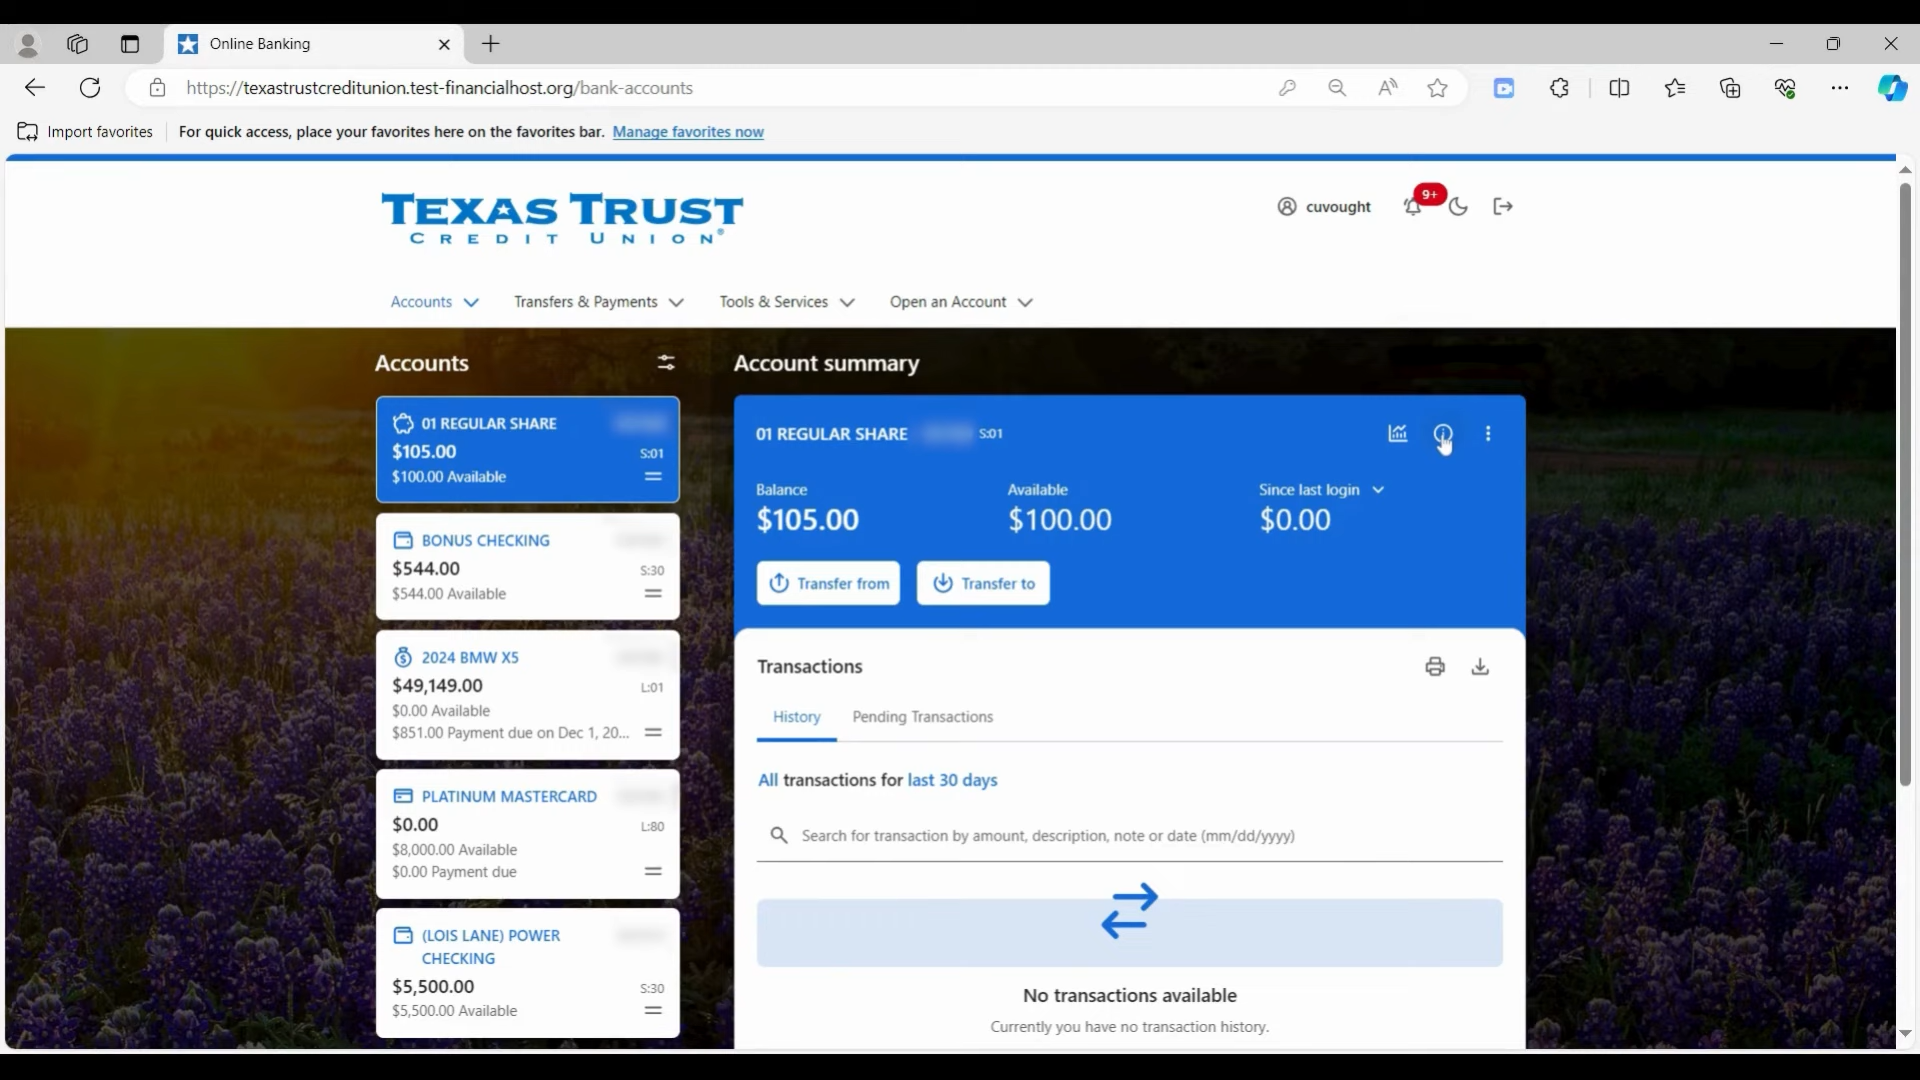 Online Banking
https://texastrustcreditunion.test-financialhost.org/bank-accounts
Import favorites
For quick access, place your favorites here on the favorites bar. Manage favorites now
TEXAS TRUST
CREDIT UNION®
cuvought
9+
Accounts
Transfers & Payments
Tools & Services
Open an Account
Accounts
01 REGULAR SHARE
$105.00 S:01
$100.00 Available
BONUS CHECKING
$544.00 S:30
$544.00 Available
2024 BMW X5
$49,149.00 L:01
$0.00 Available
$851.00 Payment due on Dec 1, 20...
PLATINUM MASTERCARD
$0.00 L:80
$8,000.00 Available
$0.00 Payment due
(LOIS LANE) POWER
CHECKING
$5,500.00 S:30
$5,500.00 Available
Account summary
01 REGULAR SHARE S:01
Balance
$105.00
Available
$100.00
Since last login
$0.00
Transfer from
Transfer to
Transactions
History
Pending Transactions
All transactions for last 30 days
Search for transaction by amount, description, note or date (mm/dd/yyyy)
No transactions available
Currently you have no transaction history.